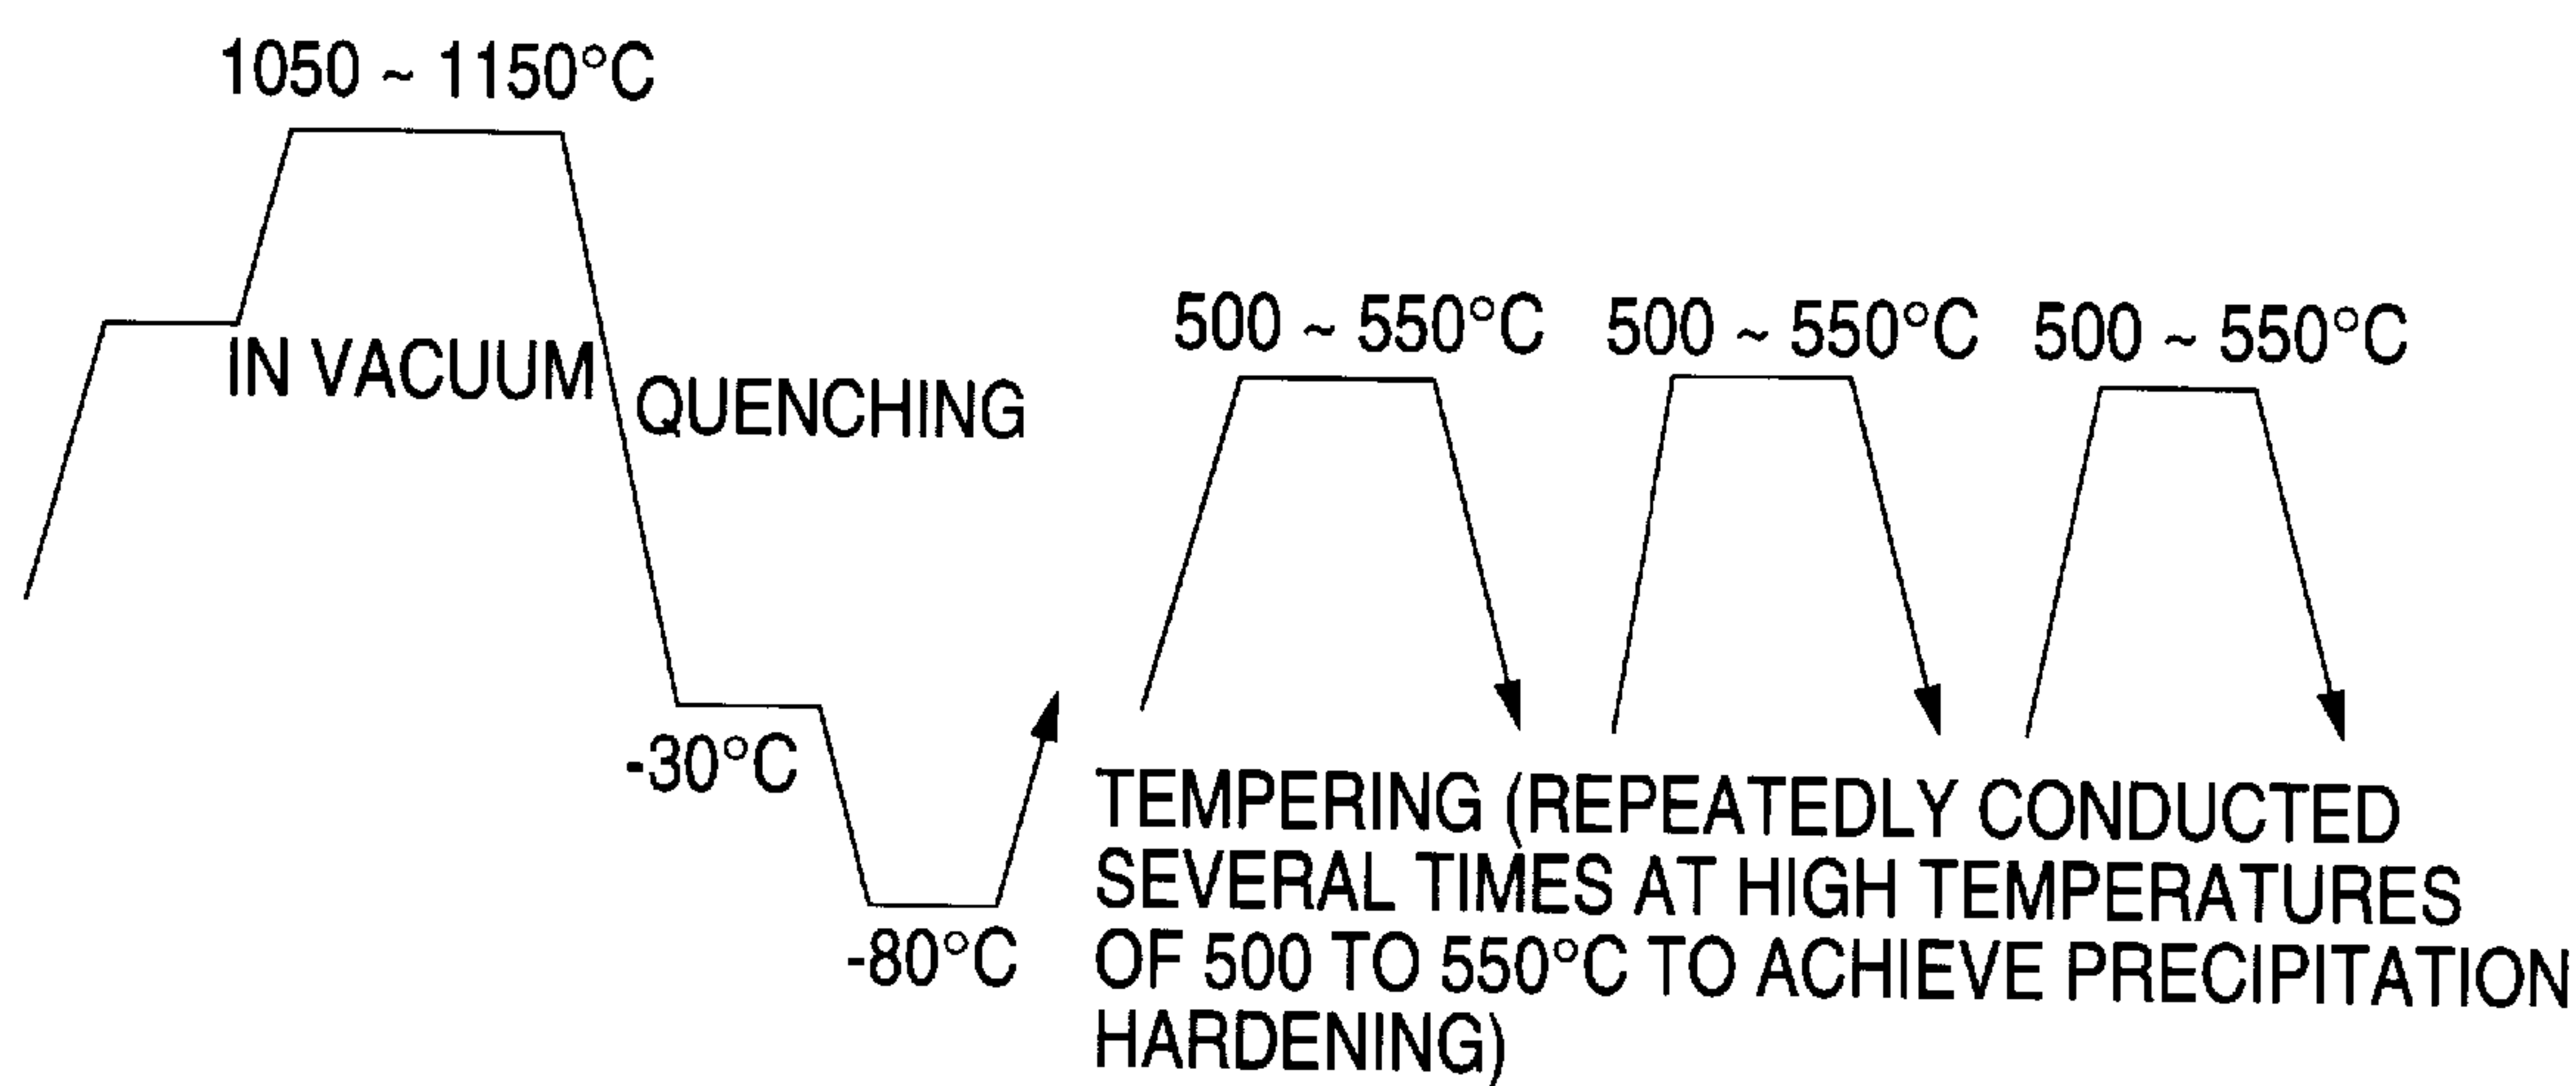 1050 ~ 1150°C
IN VACUUM
QUENCHING
-30°C
-80°C
500 ~ 550°C
500 ~ 550°C
500 ~ 550°C
TEMPERING (REPEATEDLY CONDUCTED
SEVERAL TIMES AT HIGH TEMPERATURES
OF 500 TO 550°C TO ACHIEVE PRECIPITATION
HARDENING)